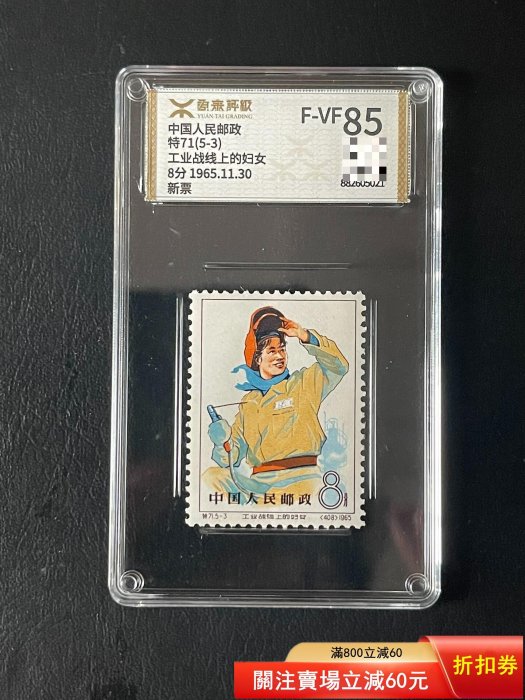 源泰評級
YUAN TAI GRADING
中国人民邮政
特71(5-3)
工业战线上的妇女
8分 1965.11.30
新票
F-VF85
882605021
中国人民邮政
8分
特71.5-3
工业战线上的妇女
(408)1965
滿800立減60
關注賣場立減60元
折扣券